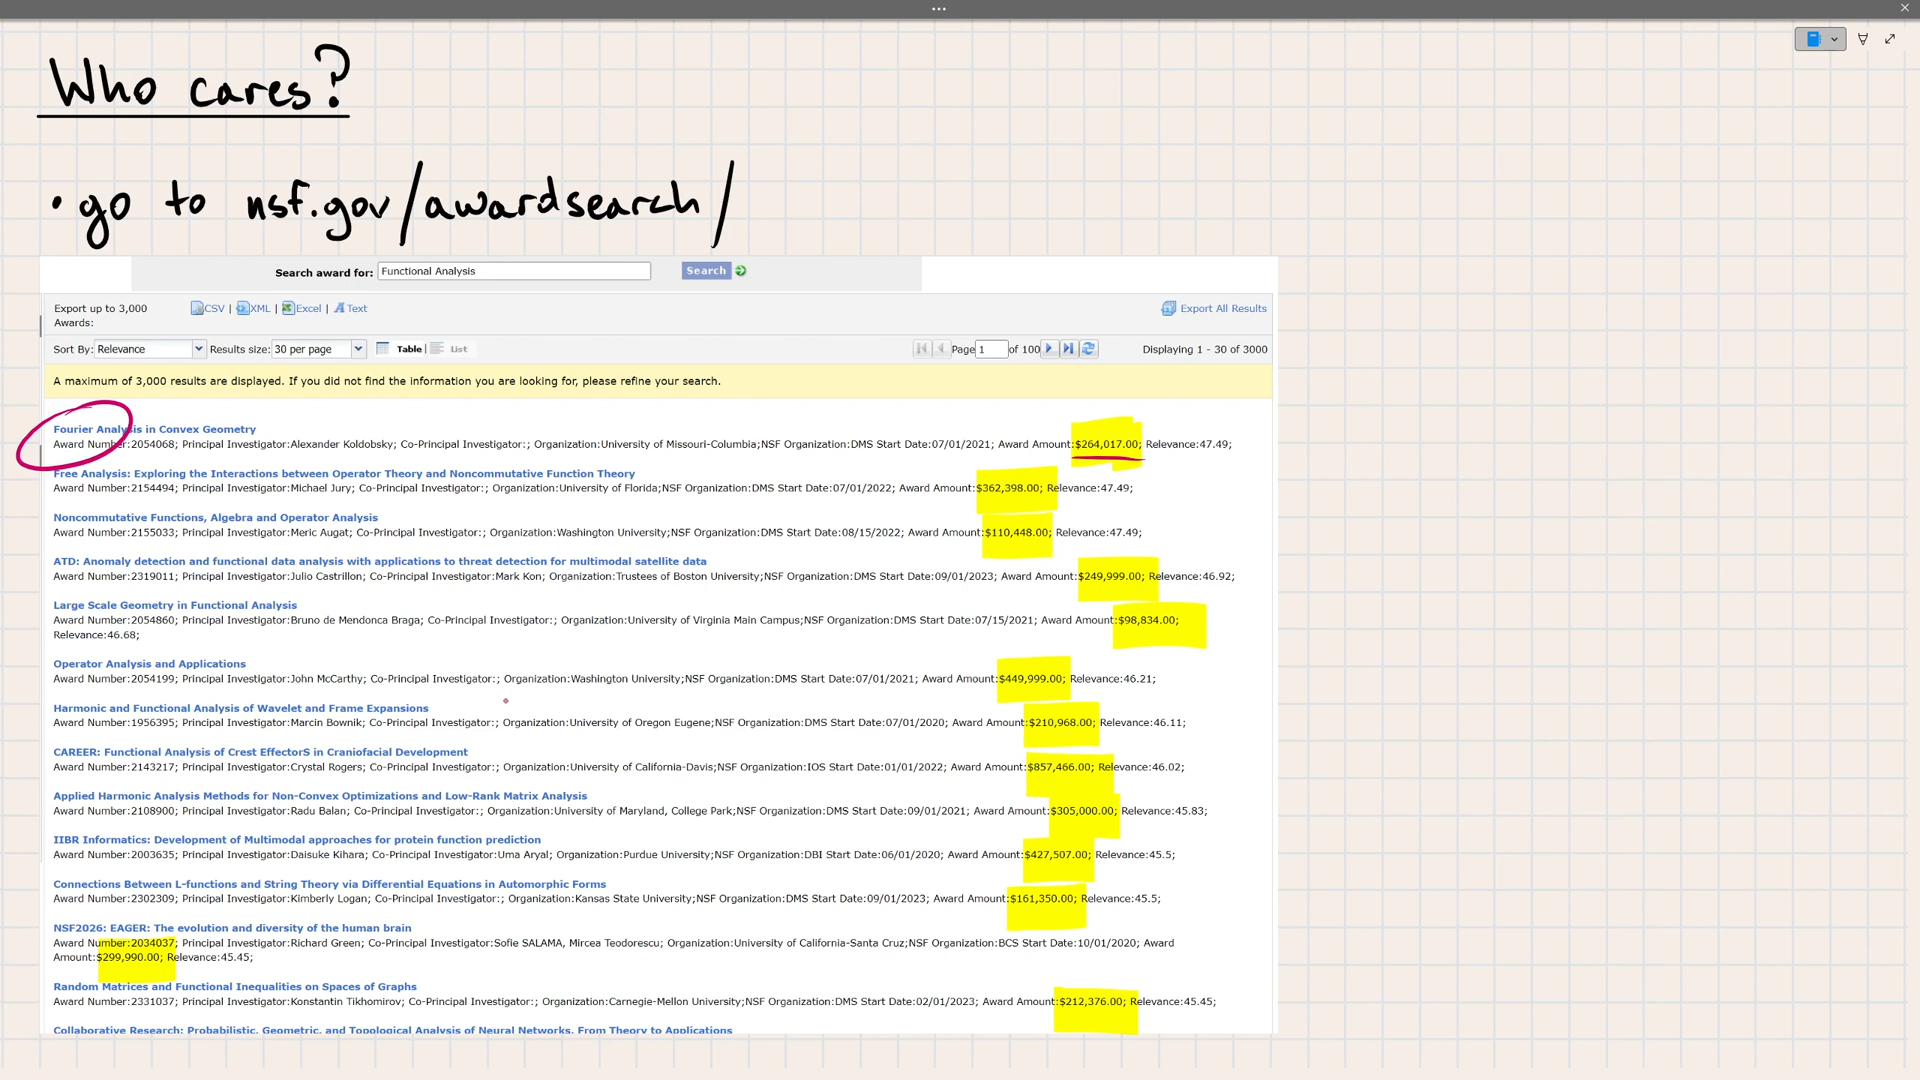 Who cares?
• go to nsf.gov/awardsearch/
Search award for: Functional Analysis Search
Export up to 3,000 Awards: CSV | XML | Excel | Text Export All Results
Sort By: Relevance Results size: 30 per page Table | List Page 1 of 100 Displaying 1 - 30 of 3000
A maximum of 3,000 results are displayed. If you did not find the information you are looking for, please refine your search.
Fourier Analysis in Convex Geometry
Award Number:2054068; Principal Investigator:Alexander Koldobsky; Co-Principal Investigator:; Organization:University of Missouri-Columbia;NSF Organization:DMS Start Date:07/01/2021; Award Amount:$264,017.00; Relevance:47.49;
Free Analysis: Exploring the Interactions between Operator Theory and Noncommutative Function Theory
Award Number:2154494; Principal Investigator:Michael Jury; Co-Principal Investigator:; Organization:University of Florida;NSF Organization:DMS Start Date:07/01/2022; Award Amount:$362,398.00; Relevance:47.49;
Noncommutative Functions, Algebra and Operator Analysis
Award Number:2155033; Principal Investigator:Meric Augat; Co-Principal Investigator:; Organization:Washington University;NSF Organization:DMS Start Date:08/15/2022; Award Amount:$110,448.00; Relevance:47.49;
ATD: Anomaly detection and functional data analysis with applications to threat detection for multimodal satellite data
Award Number:2319011; Principal Investigator:Julio Castrillon; Co-Principal Investigator:Mark Kon; Organization:Trustees of Boston University;NSF Organization:DMS Start Date:09/01/2023; Award Amount:$249,999.00; Relevance:46.92;
Large Scale Geometry in Functional Analysis
Award Number:2054860; Principal Investigator:Bruno de Mendonca Braga; Co-Principal Investigator:; Organization:University of Virginia Main Campus;NSF Organization:DMS Start Date:07/15/2021; Award Amount:$98,834.00;
Relevance:46.68;
Operator Analysis and Applications
Award Number:2054199; Principal Investigator:John McCarthy; Co-Principal Investigator:; Organization:Washington University;NSF Organization:DMS Start Date:07/01/2021; Award Amount:$449,999.00; Relevance:46.21;
Harmonic and Functional Analysis of Wavelet and Frame Expansions
Award Number:1956395; Principal Investigator:Marcin Bownik; Co-Principal Investigator:; Organization:University of Oregon Eugene;NSF Organization:DMS Start Date:07/01/2020; Award Amount:$210,968.00; Relevance:46.11;
CAREER: Functional Analysis of Crest EffectorS in Craniofacial Development
Award Number:2143217; Principal Investigator:Crystal Rogers; Co-Principal Investigator:; Organization:University of California-Davis;NSF Organization:IOS Start Date:01/01/2022; Award Amount:$857,466.00; Relevance:46.02;
Applied Harmonic Analysis Methods for Non-Convex Optimizations and Low-Rank Matrix Analysis
Award Number:2108900; Principal Investigator:Radu Balan; Co-Principal Investigator:; Organization:University of Maryland, College Park;NSF Organization:DMS Start Date:09/01/2021; Award Amount:$305,000.00; Relevance:45.83;
IIBR Informatics: Development of Multimodal approaches for protein function prediction
Award Number:2003635; Principal Investigator:Daisuke Kihara; Co-Principal Investigator:Uma Aryal; Organization:Purdue University;NSF Organization:DBI Start Date:06/01/2020; Award Amount:$427,507.00; Relevance:45.5;
Connections Between L-functions and String Theory via Differential Equations in Automorphic Forms
Award Number:2302309; Principal Investigator:Kimberly Logan; Co-Principal Investigator:; Organization:Kansas State University;NSF Organization:DMS Start Date:09/01/2023; Award Amount:$161,350.00; Relevance:45.5;
NSF2026: EAGER: The evolution and diversity of the human brain
Award Number:2034037; Principal Investigator:Richard Green; Co-Principal Investigator:Sofie SALAMA, Mircea Teodorescu; Organization:University of California-Santa Cruz;NSF Organization:BCS Start Date:10/01/2020; Award
Amount:$299,990.00; Relevance:45.45;
Random Matrices and Functional Inequalities on Spaces of Graphs
Award Number:2331037; Principal Investigator:Konstantin Tikhomirov; Co-Principal Investigator:; Organization:Carnegie-Mellon University;NSF Organization:DMS Start Date:02/01/2023; Award Amount:$212,376.00; Relevance:45.45;
Collaborative Research: Probabilistic, Geometric, and Topological Analysis of Neural Networks, From Theory to Applications